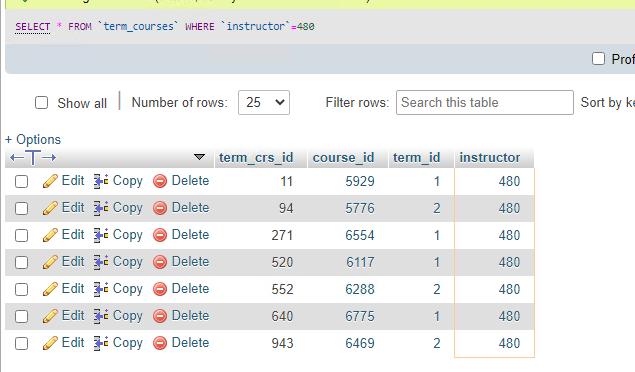 SELECT * FROM `term_courses` WHERE `instructor`=480
Show all Number of rows: 25 Filter rows: Search this table Sort by
+ Options
term_crs_id course_id term_id instructor
Edit Copy Delete 11 5929 1 480
Edit Copy Delete 94 5776 2 480
Edit Copy Delete 271 6554 1 480
Edit Copy Delete 520 6117 1 480
Edit Copy Delete 552 6288 2 480
Edit Copy Delete 640 6775 1 480
Edit Copy Delete 943 6469 2 480